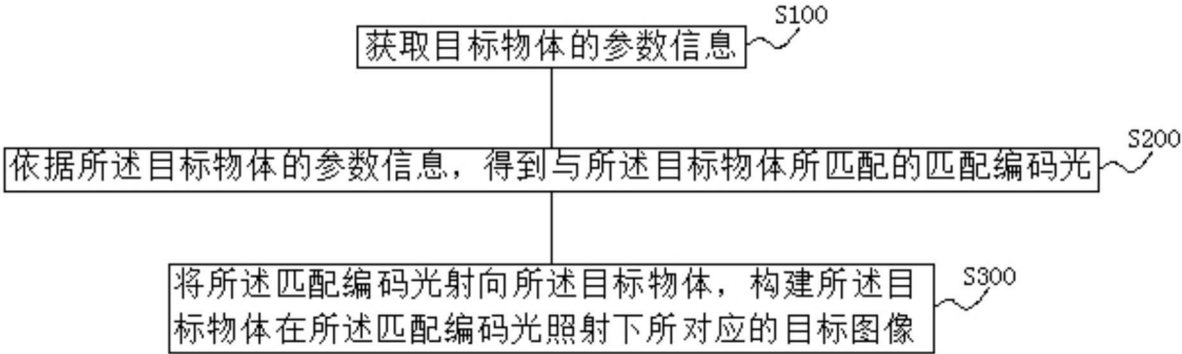 S100
获取目标物体的参数信息
S200
依据所述目标物体的参数信息，得到与所述目标物体所匹配的匹配编码光
S300
将所述匹配编码光射向所述目标物体，构建所述目
标物体在所述匹配编码光照射下所对应的目标图像